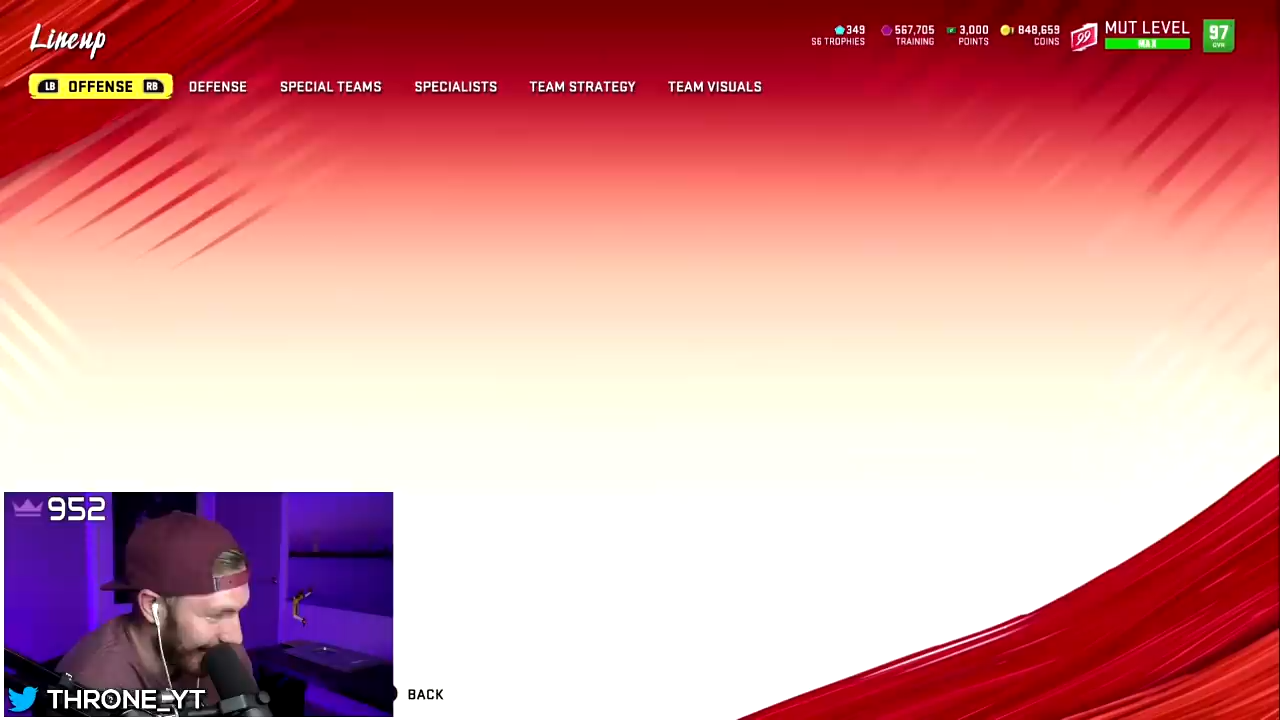 Lineup
349
S6 TROPHIES
567,705
TRAINING
3,000
POINTS
848,659
COINS
99
MUT LEVEL
MAX
97
OVR
LB OFFENSE RB
DEFENSE
SPECIAL TEAMS
SPECIALISTS
TEAM STRATEGY
TEAM VISUALS
952
THRONE_YT
BACK